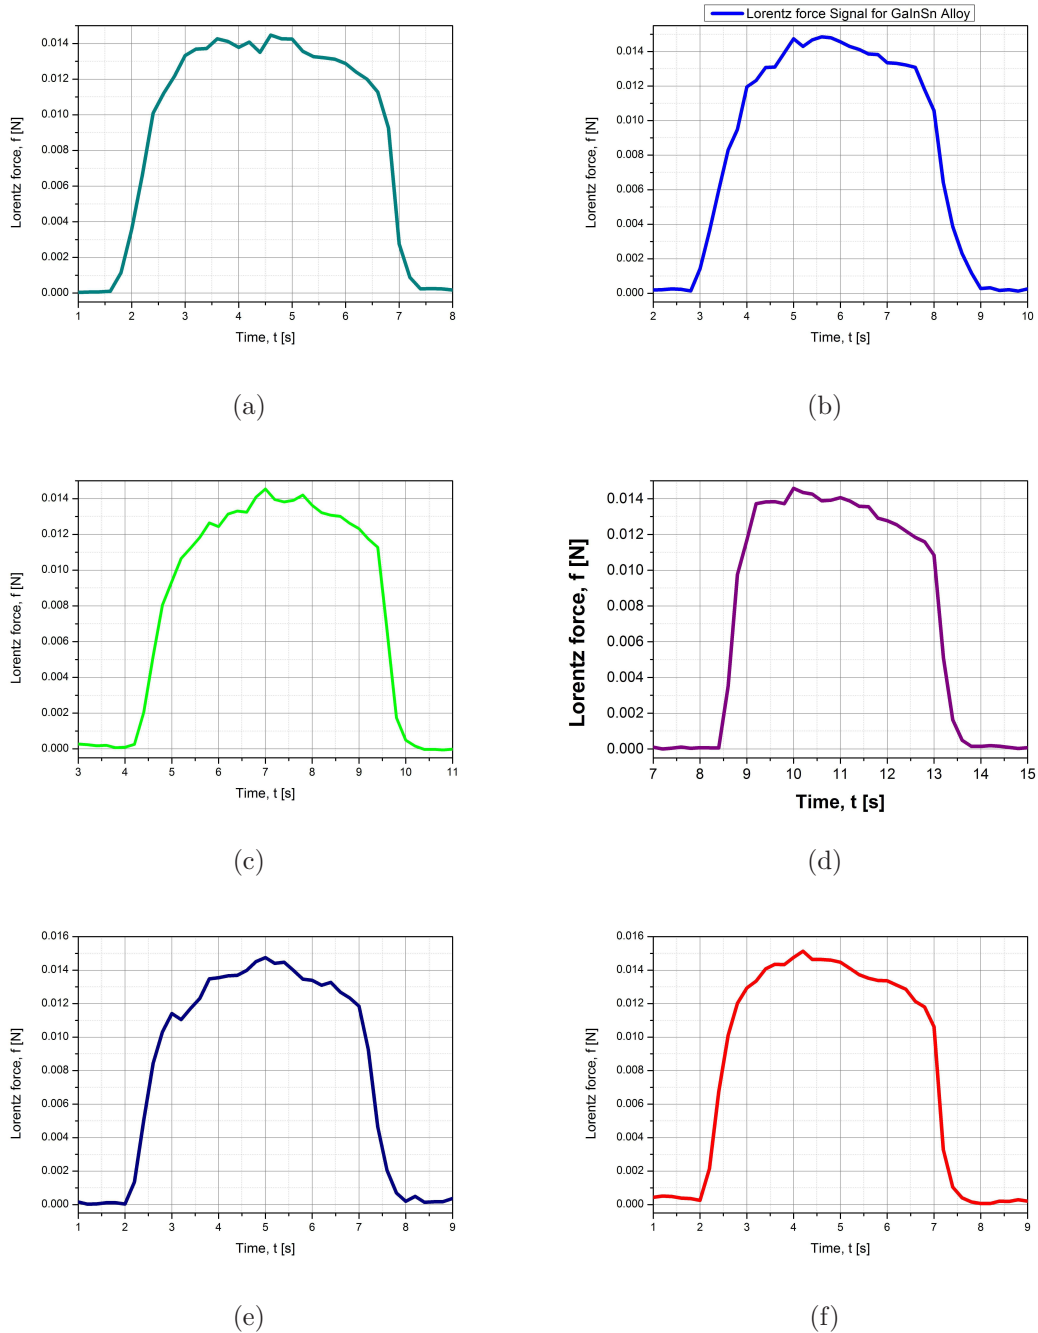 Lorentz force, f [N]
0.014
0.012
0.010
0.008
0.006
0.004
0.002
0.000
1 2 3 4 5 6 7 8
Time, t [s]
(a)
Lorentz force Signal for GaInSn Alloy
Lorentz force, f [N]
0.014
0.012
0.010
0.008
0.006
0.004
0.002
0.000
2 3 4 5 6 7 8 9 10
Time, t [s]
(b)
Lorentz force, f [N]
0.014
0.012
0.010
0.008
0.006
0.004
0.002
0.000
3 4 5 6 7 8 9 10 11
Time, t [s]
(c)
Lorentz force, f [N]
0.014
0.012
0.010
0.008
0.006
0.004
0.002
0.000
7 8 9 10 11 12 13 14 15
Time, t [s]
(d)
Lorentz force, f [N]
0.016
0.014
0.012
0.010
0.008
0.006
0.004
0.002
0.000
1 2 3 4 5 6 7 8 9
Time, t [s]
(e)
Lorentz force, f [N]
0.016
0.014
0.012
0.010
0.008
0.006
0.004
0.002
0.000
1 2 3 4 5 6 7 8 9
Time, t [s]
(f)